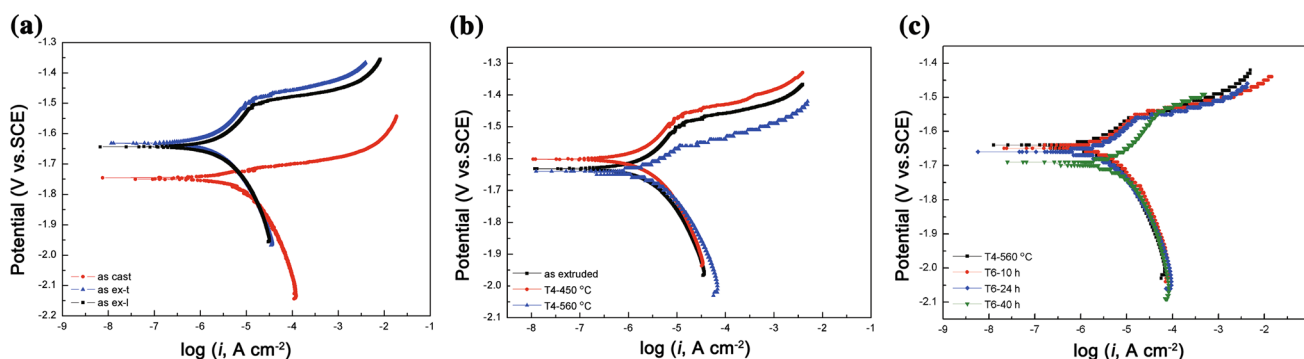 (a)
-1.3
-1.4
-1.5
-1.6
-1.7
-1.8
-1.9
-2.0
-2.1
-2.2
Potential (V vs.SCE)
as cast
as ex-t
as ex-l
-9 -8 -7 -6 -5 -4 -3 -2 -1
log (i, A cm⁻²)
(b)
-1.3
-1.4
-1.5
-1.6
-1.7
-1.8
-1.9
-2.0
-2.1
Potential (V vs.SCE)
as extruded
T4-450 °C
T4-560 °C
-8 -7 -6 -5 -4 -3 -2 -1
log (i, A cm⁻²)
(c)
-1.4
-1.5
-1.6
-1.7
-1.8
-1.9
-2.0
-2.1
Potential (V vs.SCE)
T4-560 °C
T6-10 h
T6-24 h
T6-40 h
-9 -8 -7 -6 -5 -4 -3 -2 -1
log (i, A cm⁻²)